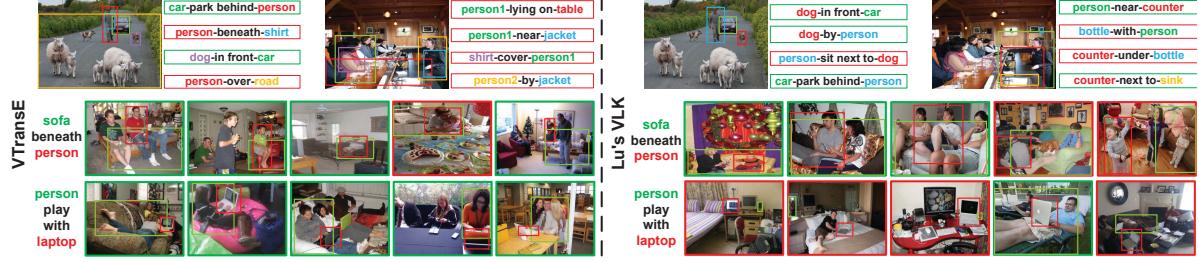 VTransE
car-park behind-person
person-beneath-shirt
dog-in front-car
person-over-road
person1-lying on-table
person1-near-jacket
shirt-cover-person1
person2-by-jacket
sofa
beneath
person
person
play
with
laptop
Lu's VLK
dog-in front-car
dog-by-person
person-sit next to-dog
car-park behind-person
person-near-counter
bottle-with-person
counter-under-bottle
counter-next to-sink
sofa
beneath
person
person
play
with
laptop